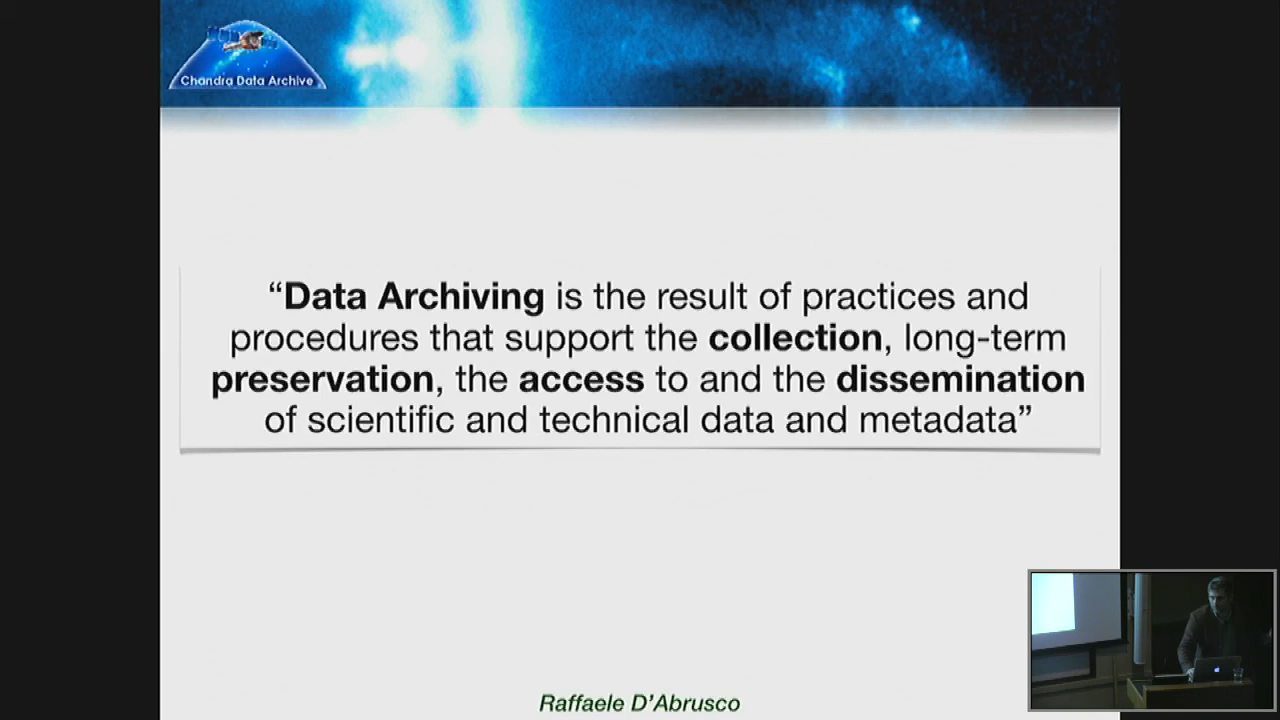 Chandra Data Archive
“Data Archiving is the result of practices and
procedures that support the collection, long-term
preservation, the access to and the dissemination
of scientific and technical data and metadata”
Raffaele D’Abrusco